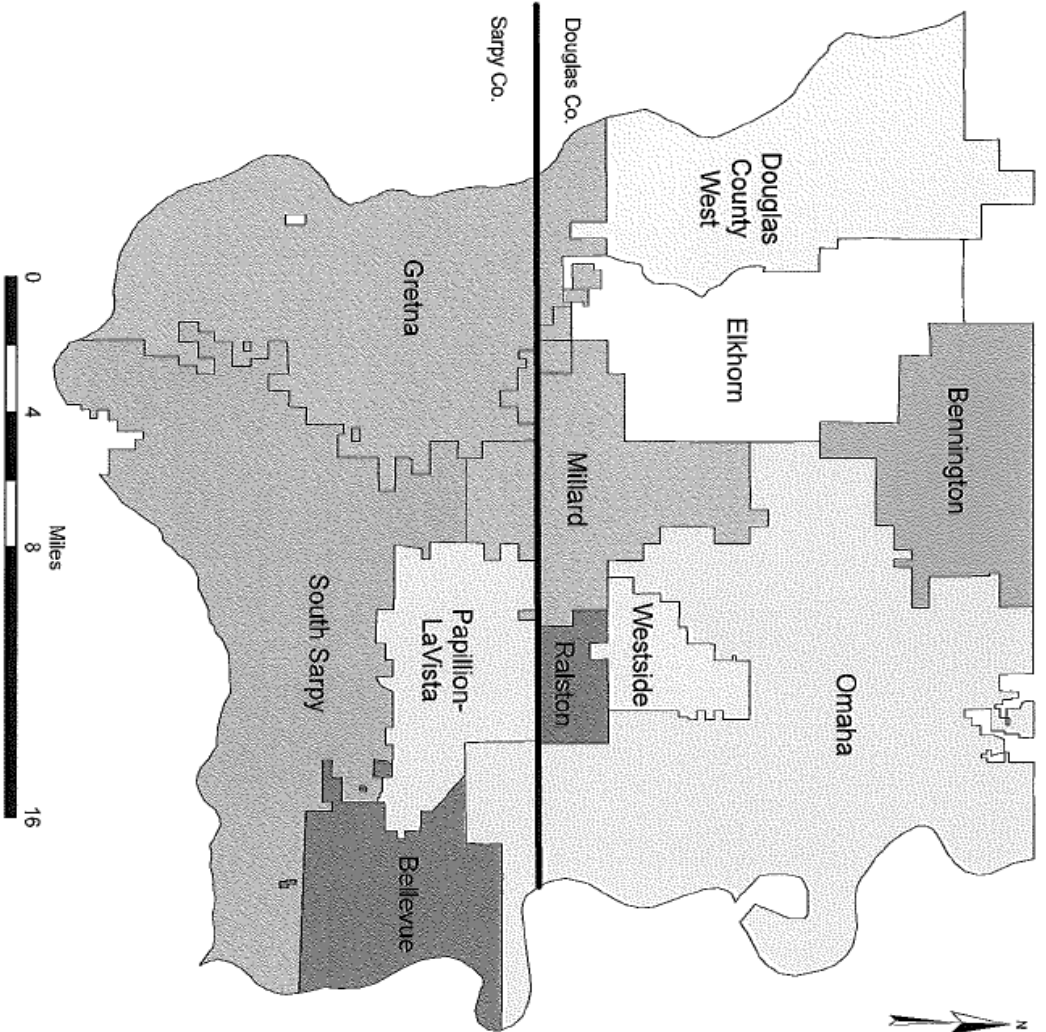 N
Bennington
Omaha
Douglas
County
West
Elkhorn
Westside
Millard
Ralston
Douglas Co.
Sarpy Co.
Gretna
Papillion-
LaVista
Bellevue
South Sarpy
0
4
8
16
Miles